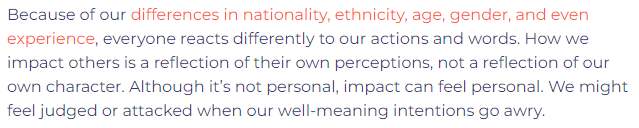 Because of our differences in nationality, ethnicity, age, gender, and even
experience, everyone reacts differently to our actions and words. How we
impact others is a reflection of their own perceptions, not a reflection of our
own character. Although it’s not personal, impact can feel personal. We might
feel judged or attacked when our well-meaning intentions go awry.